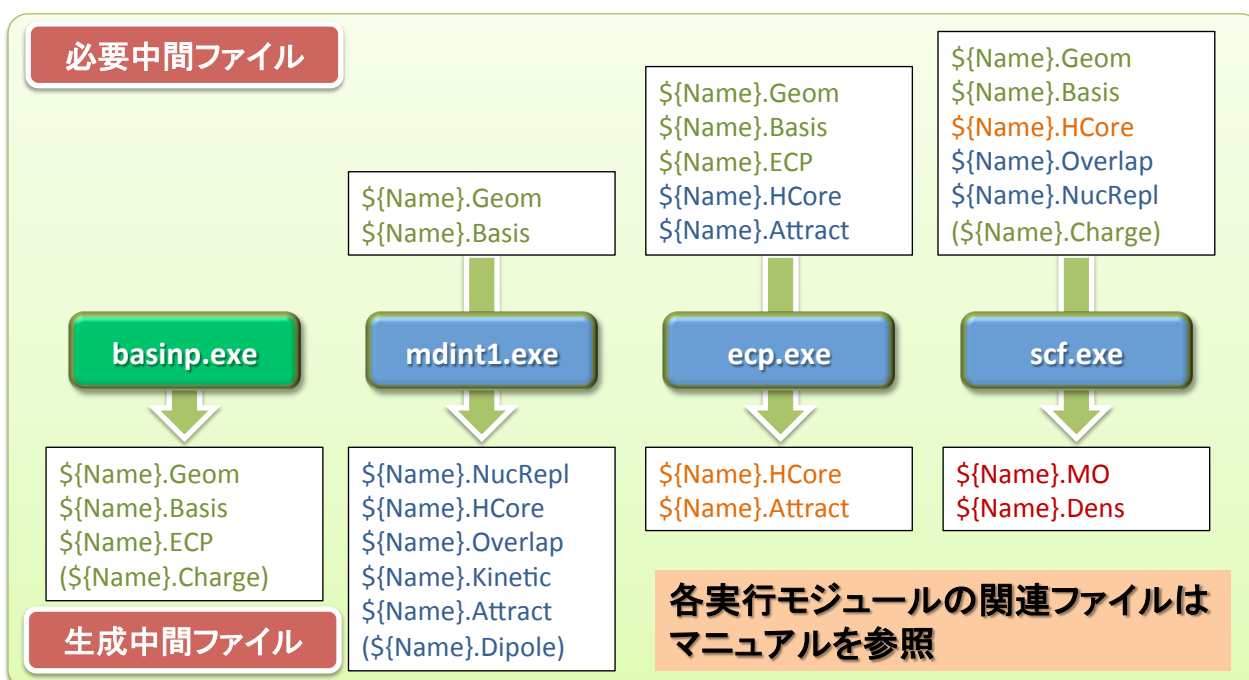 必要中間ファイル
${Name}.Geom
${Name}.Basis
${Name}.Geom
${Name}.Basis
${Name}.ECP
${Name}.HCore
${Name}.Attract
${Name}.Geom
${Name}.Basis
${Name}.HCore
${Name}.Overlap
${Name}.NucRepl
(${Name}.Charge)
basinp.exe
mdint1.exe
ecp.exe
scf.exe
${Name}.Geom
${Name}.Basis
${Name}.ECP
(${Name}.Charge)
${Name}.NucRepl
${Name}.HCore
${Name}.Overlap
${Name}.Kinetic
${Name}.Attract
(${Name}.Dipole)
${Name}.HCore
${Name}.Attract
${Name}.MO
${Name}.Dens
生成中間ファイル
各実行モジュールの関連ファイルは
マニュアルを参照